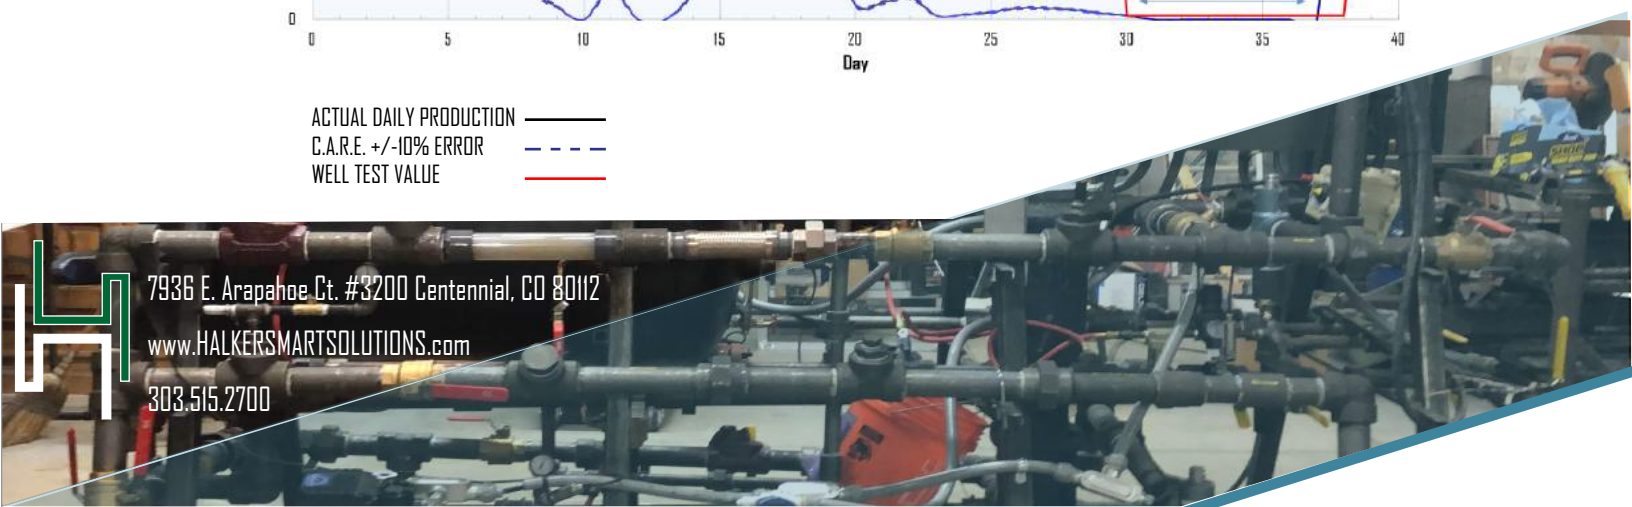 0
0 5 10 15 20 25 30 35 40
Day
ACTUAL DAILY PRODUCTION
C.A.R.E. +/-10% ERROR
WELL TEST VALUE
7936 E. Arapahoe Ct. #3200 Centennial, CO 80112
www.HALKERSMARTSOLUTIONS.com
303.515.2700